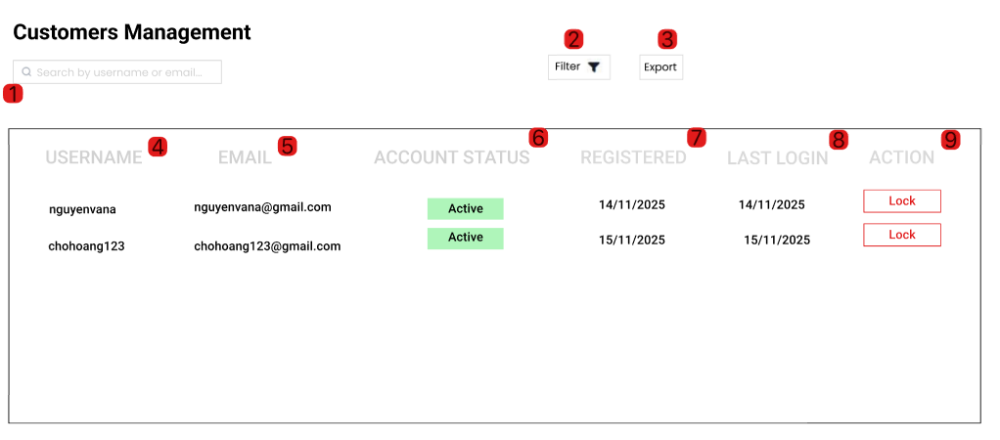 Customers Management
2 3
Search by username or email... Filter Export
1
4 5 6 7 8 9
USERNAME EMAIL ACCOUNT STATUS REGISTERED LAST LOGIN ACTION
nguyenvana nguyenvana@gmail.com Active 14/11/2025 14/11/2025 Lock
chohoang123 chohoang123@gmail.com Active 15/11/2025 15/11/2025 Lock